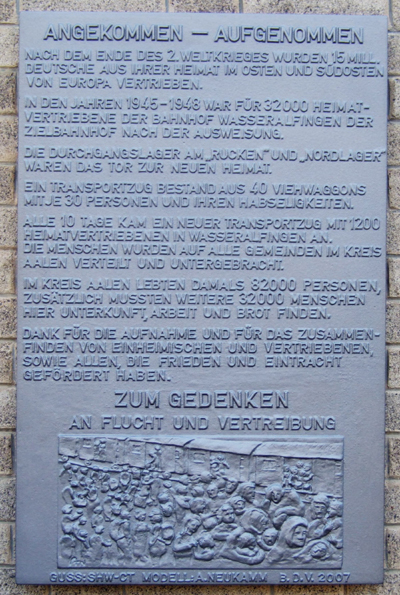 ANGEKOMMEN – AUFGENOMMEN
NACH DEM ENDE DES 2. WELTKRIEGES WURDEN 15 MILL.
DEUTSCHE AUS IHRER HEIMAT IM OSTEN UND SÜDOSTEN
VON EUROPA VERTRIEBEN.
IN DEN JAHREN 1945-1948 WAR FÜR 32000 HEIMAT-
VERTRIEBENE DER BAHNHOF WASSERALFINGEN DER
ZIELBAHNHOF NACH DER AUSWEISUNG.
DIE DURCHGANGSLAGER AM „RUCKEN" UND „NORDLAGER"
WAREN DAS TOR ZUR NEUEN HEIMAT.
EIN TRANSPORTZUG BESTAND AUS 40 VIEHWAGGONS
MIT JE 30 PERSONEN UND IHREN HABSELIGKEITEN.
ALLE 10 TAGE KAM EIN NEUER TRANSPORTZUG MIT 1200
HEIMATVERTRIEBENEN IN WASSERALFINGEN AN.
DIE MENSCHEN WURDEN AUF ALLE GEMEINDEN IM KREIS
AALEN VERTEILT UND UNTERGEBRACHT.
IM KREIS AALEN LEBTEN DAMALS 82000 PERSONEN,
ZUSÄTZLICH MUSSTEN WEITERE 32000 MENSCHEN
HIER UNTERKUNFT, ARBEIT UND BROT FINDEN.
DANK FÜR DIE AUFNAHME UND FÜR DAS ZUSAMMEN-
FINDEN VON EINHEIMISCHEN UND VERTRIEBENEN,
SOWIE ALLEN, DIE FRIEDEN UND EINTRACHT
GEFÖRDERT HABEN.
ZUM GEDENKEN
AN FLUCHT UND VERTREIBUNG
GUSS: SHW-CT MODELL: A. NEUKAMM B.D.V. 2007